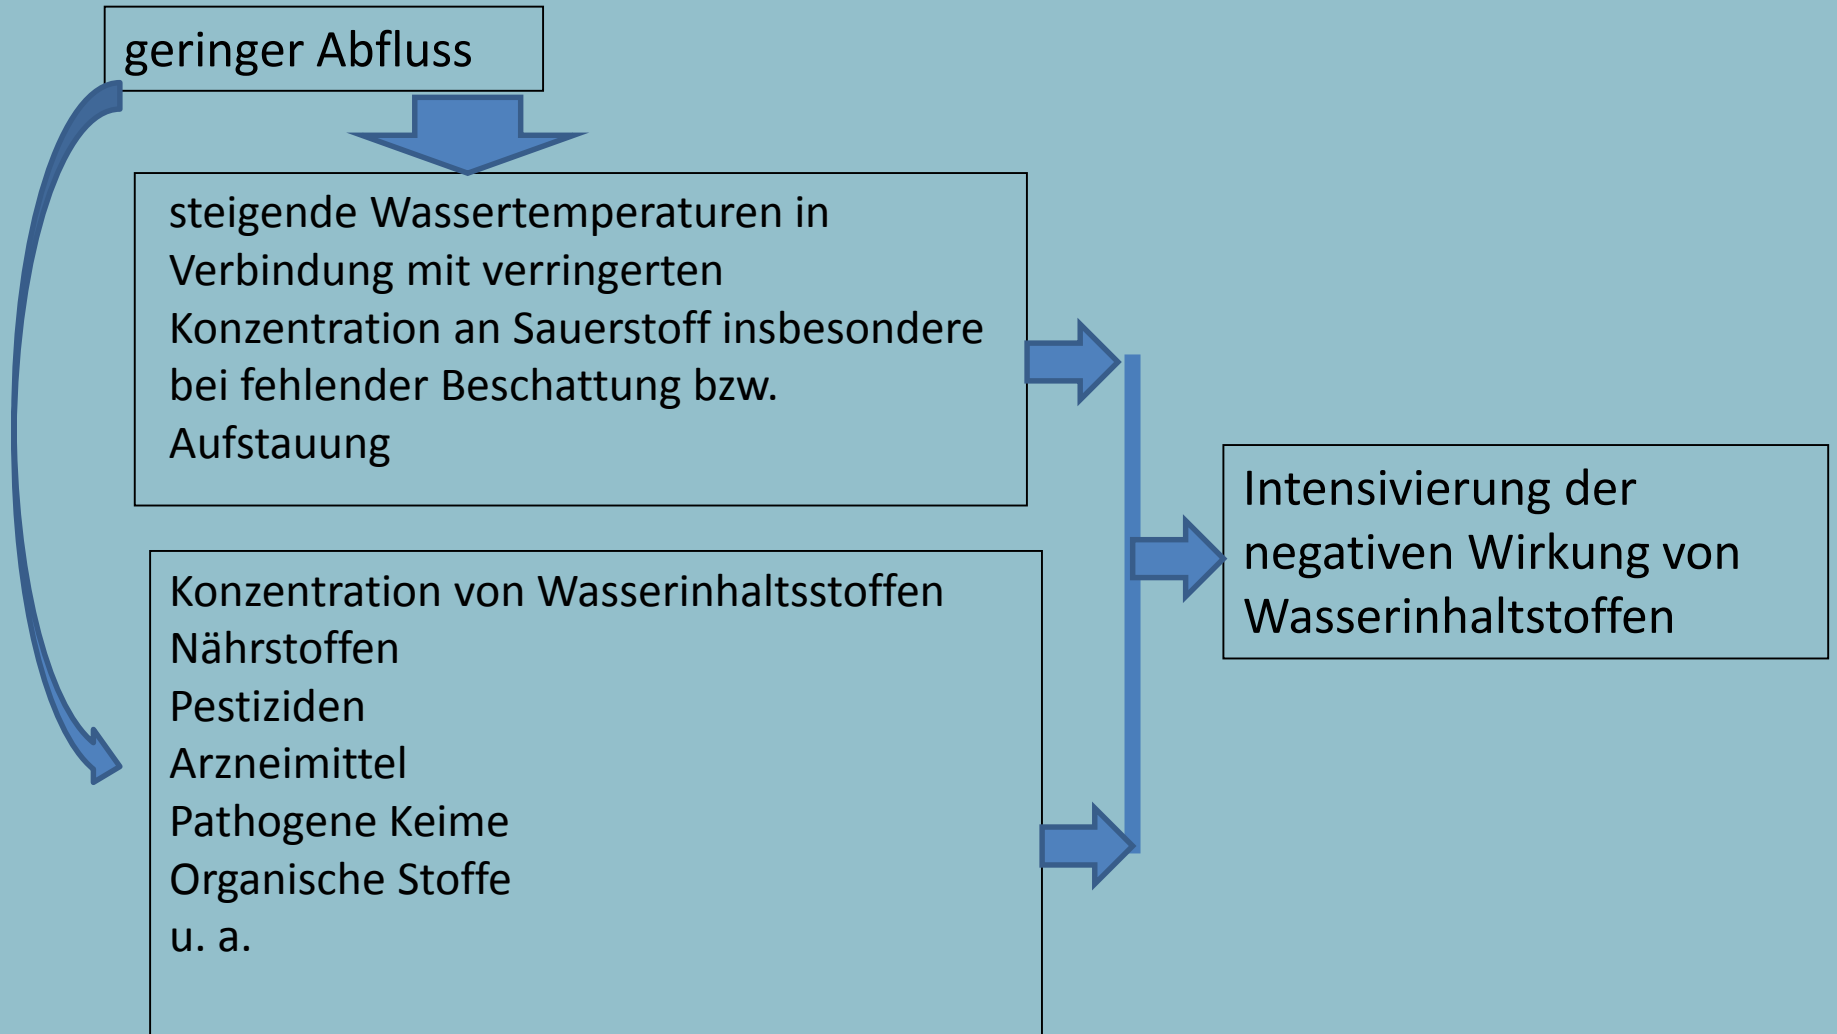 geringer Abfluss
steigende Wassertemperaturen in
Verbindung mit verringerten
Konzentration an Sauerstoff insbesondere
bei fehlender Beschattung bzw.
Aufstauung
Konzentration von Wasserinhaltsstoffen
Nährstoffen
Pestiziden
Arzneimittel
Pathogene Keime
Organische Stoffe
u. a.
Intensivierung der
negativen Wirkung von
Wasserinhaltstoffen